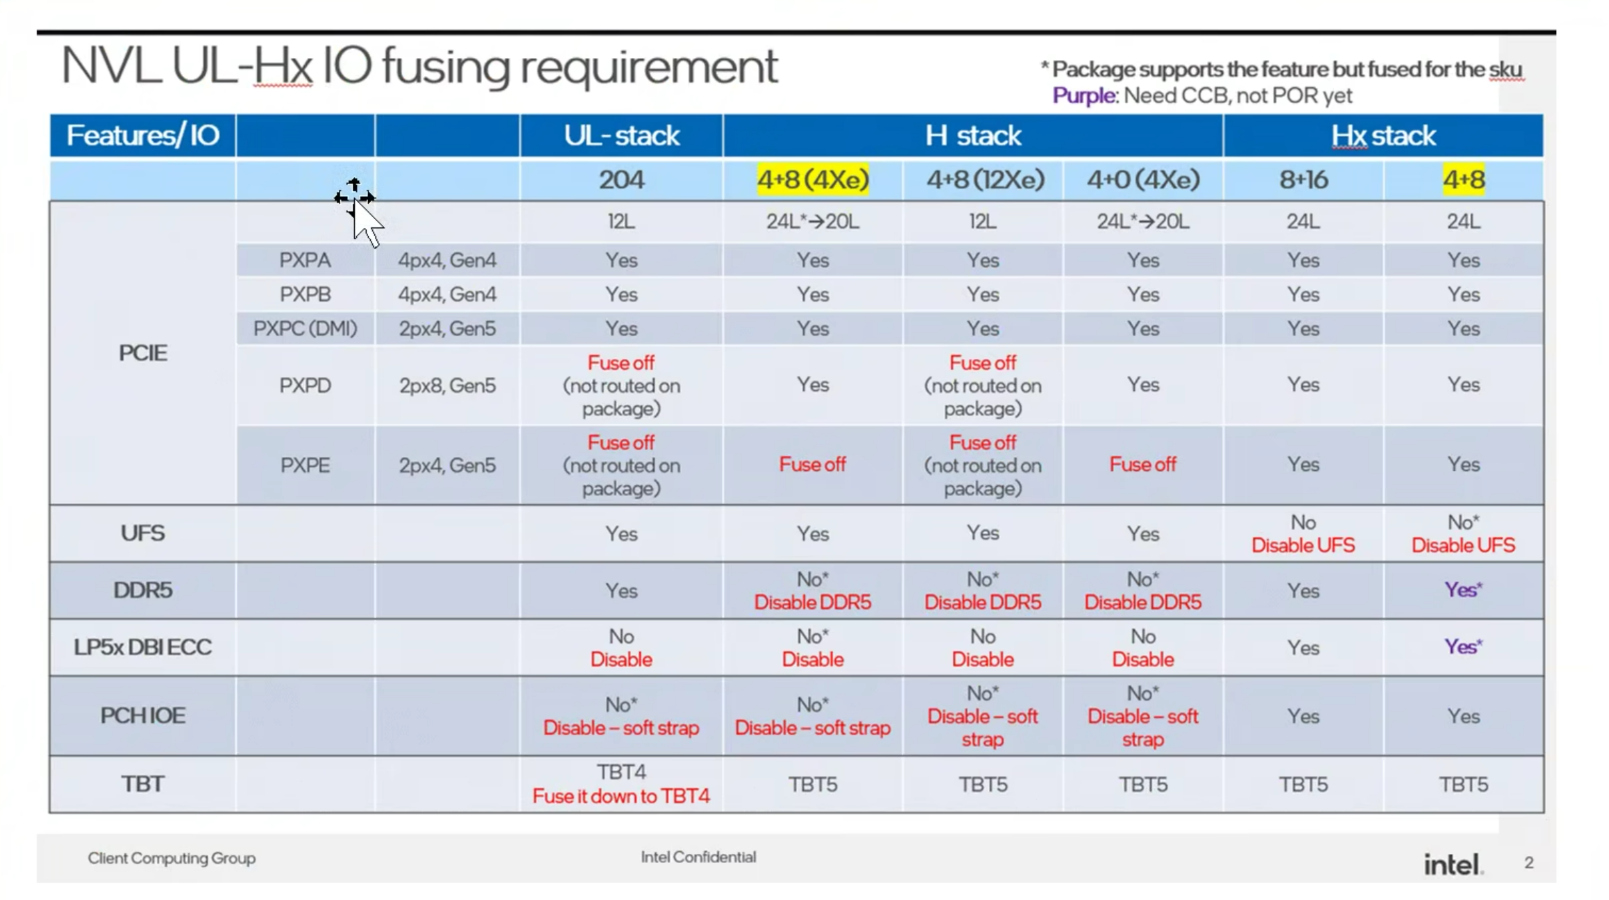 NVL UL-Hx IO fusing requirement
* Package supports the feature but fused for the sku
Purple: Need CCB, not POR yet
Features/ IO UL- stack H stack Hx stack
204 4+8 (4Xe) 4+8 (12Xe) 4+0 (4Xe) 8+16 4+8
PCIE
12L 24L*→20L 12L 24L*→20L 24L 24L
PXPA 4px4, Gen4 Yes Yes Yes Yes Yes Yes
PXPB 4px4, Gen4 Yes Yes Yes Yes Yes Yes
PXPC (DMI) 2px4, Gen5 Yes Yes Yes Yes Yes Yes
PXPD 2px8, Gen5 Fuse off (not routed on package) Yes Fuse off (not routed on package) Yes Yes Yes
PXPE 2px4, Gen5 Fuse off (not routed on package) Fuse off Fuse off (not routed on package) Fuse off Yes Yes
UFS Yes Yes Yes Yes No Disable UFS No* Disable UFS
DDR5 Yes No* Disable DDR5 No* Disable DDR5 No* Disable DDR5 Yes Yes*
LP5x DBI ECC No Disable No* Disable No Disable No Disable Yes Yes*
PCH IOE No* Disable – soft strap No* Disable – soft strap No* Disable – soft strap No* Disable – soft strap Yes Yes
TBT TBT4 Fuse it down to TBT4 TBT5 TBT5 TBT5 TBT5 TBT5
Client Computing Group Intel Confidential intel. 2